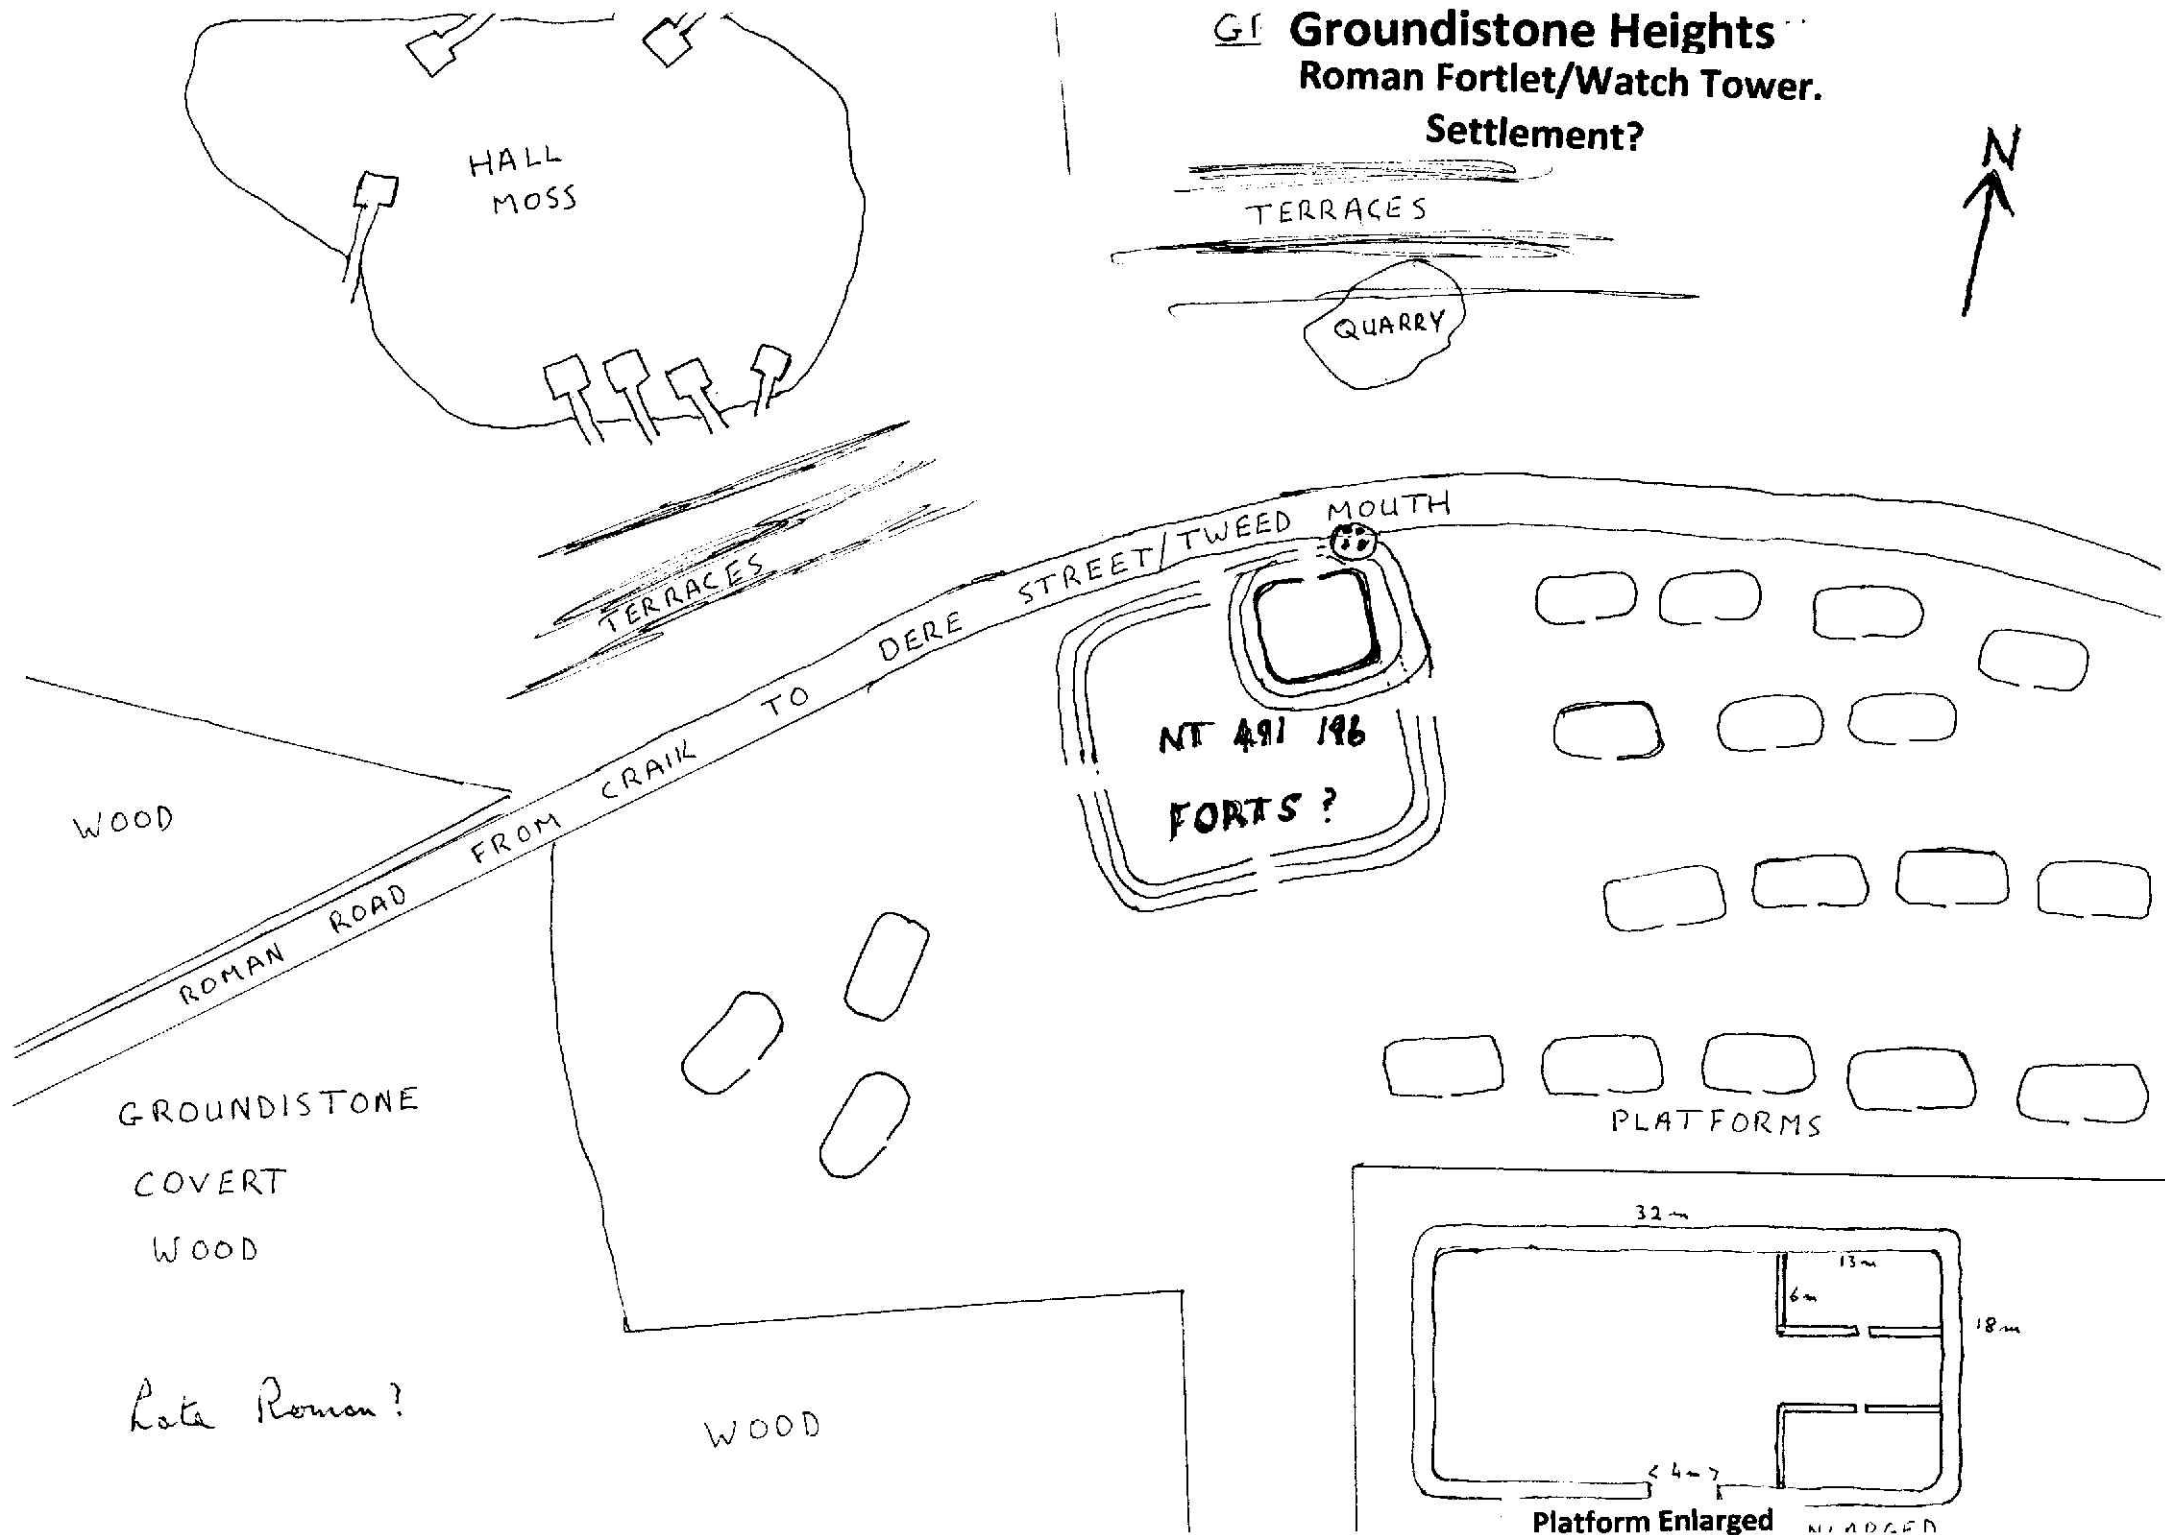 Groundistone Heights
Roman Fortlet/Watch Tower.
Settlement?
N
HALL
MOSS
TERRACES
QUARRY
TERRACES
ROMAN ROAD FROM CRAIK TO DERE STREET/TWEED MOUTH
NT 491 196
FORTS ?
WOOD
GROUNDISTONE
COVERT
WOOD
PLATFORMS
Late Roman?
WOOD
32m
13m
6m
18m
< 4m >
Platform Enlarged